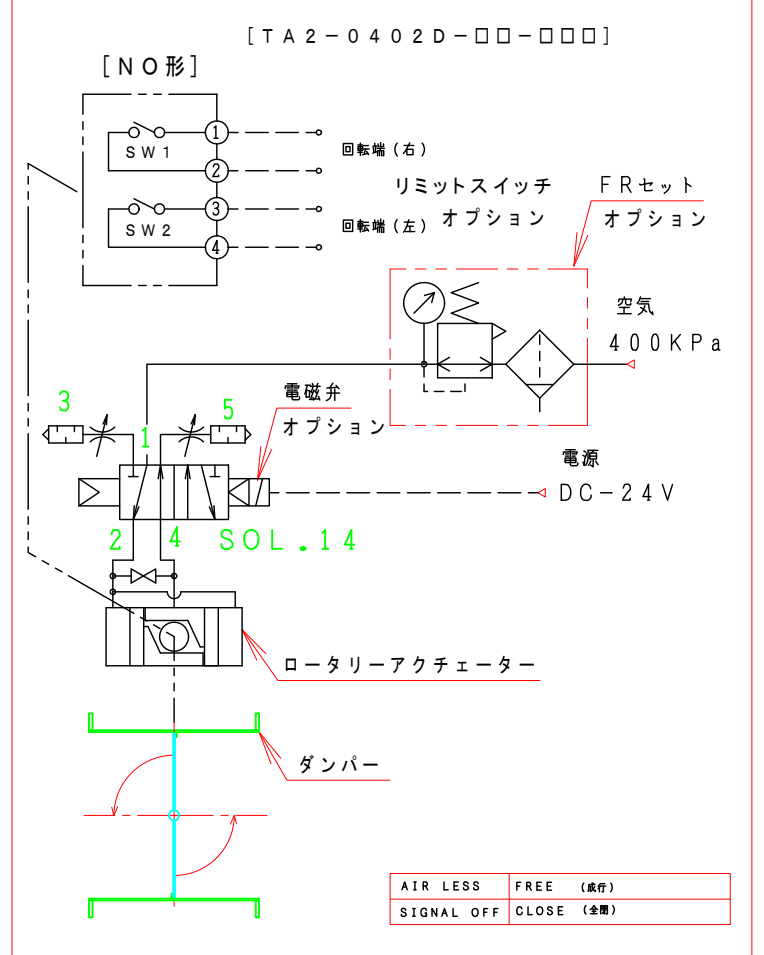 [TA2-0402D-□□-□□□]
[NO形]
1
SW1
回転端(右)
2
リミットスイッチ
オプション
FRセット
オプション
3
SW2
回転端(左)
4
空気
400KPa
電磁弁
オプション
3
1
5
電源
DC-24V
2
4
SOL.14
ロータリーアクチェーター
ダンパー
AIR LESS FREE (成行)
SIGNAL OFF CLOSE (全閉)